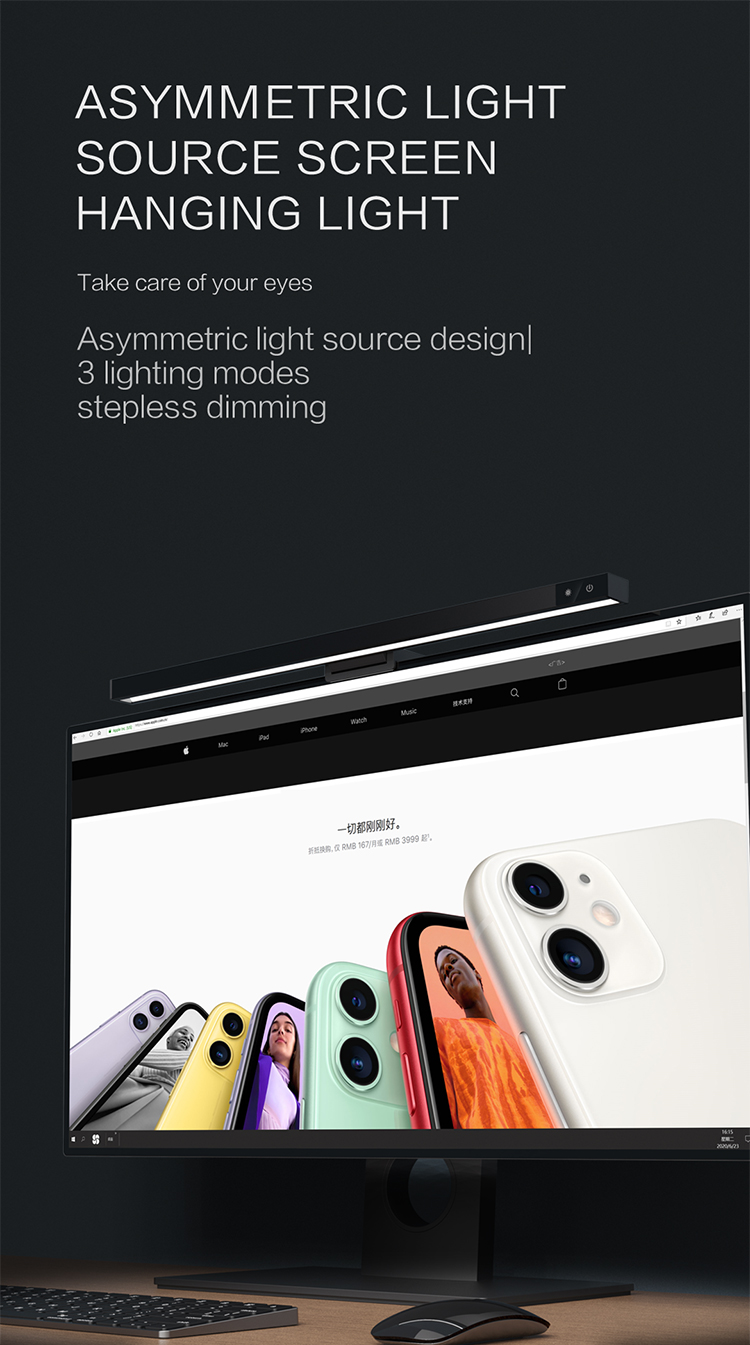 ASYMMETRIC LIGHT
SOURCE SCREEN
HANGING LIGHT
Take care of your eyes
Asymmetric light source design|
3 lighting modes
stepless dimming
Mac iPad iPhone Watch Music 技术支持
一切都刚刚好。
折抵换购，仅 RMB 167/月或 RMB 3999 起¹。
16:15
星期二
2020/6/23